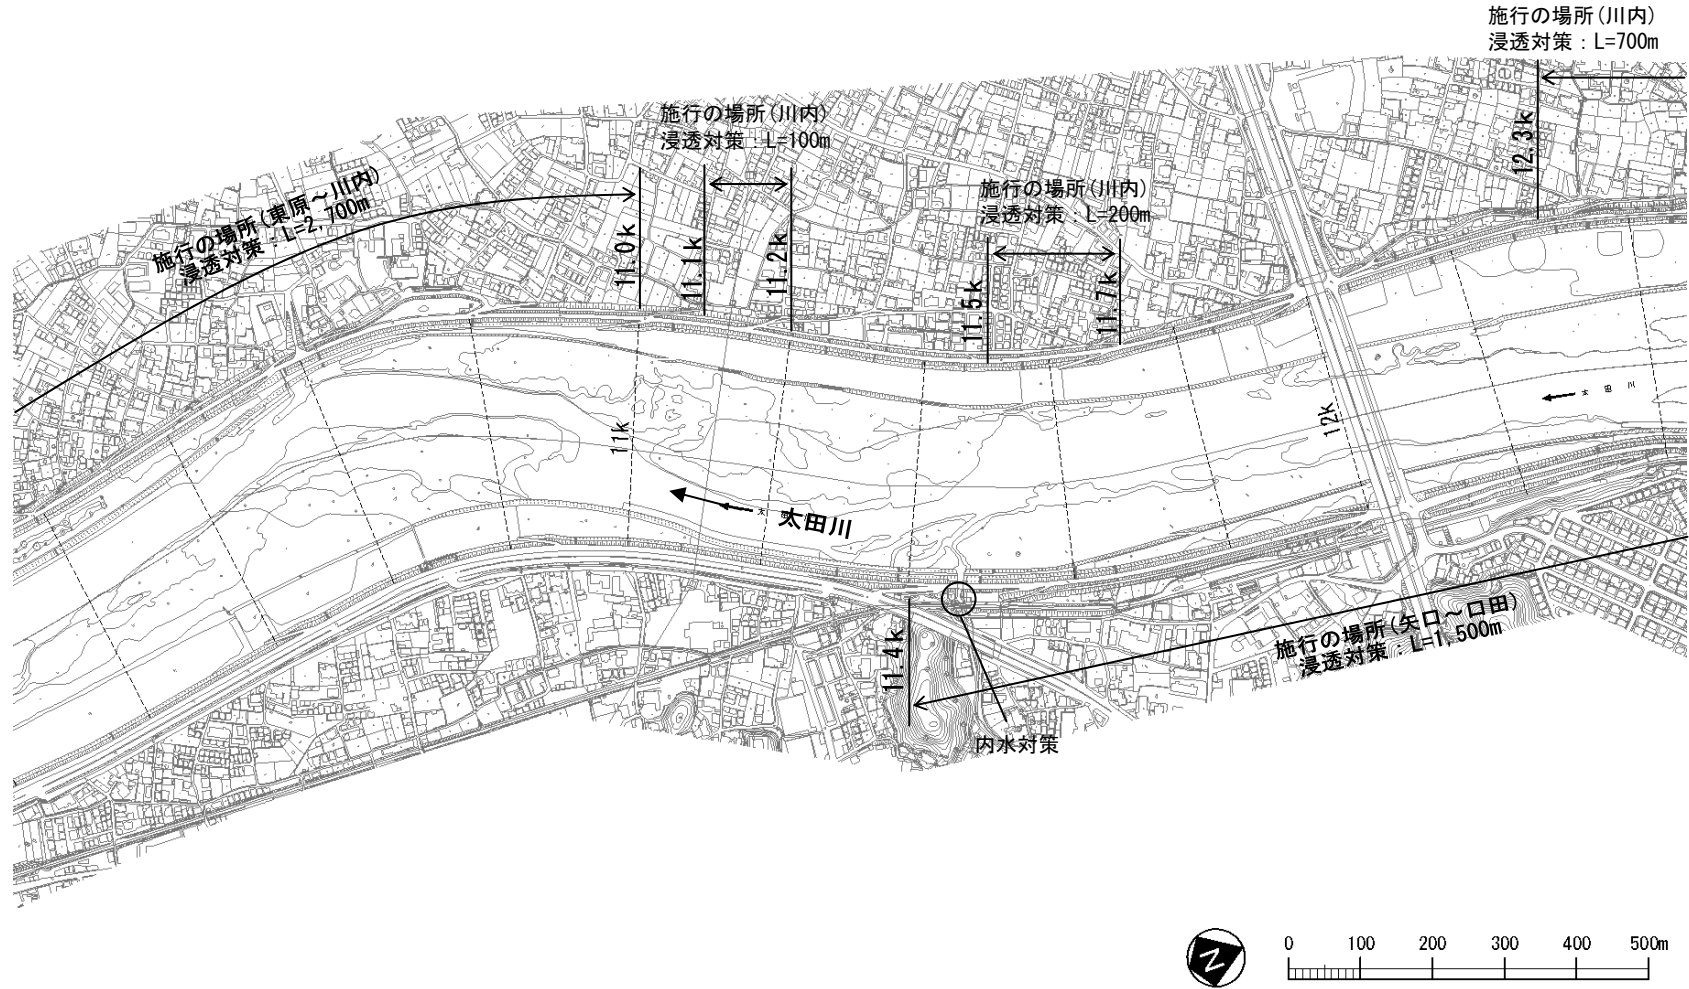 施行の場所(川内)
浸透対策：L=700m
施行の場所(川内)
浸透対策：L=100m
施行の場所(東原～川内)
浸透対策：L=2,700m
施行の場所(川内)
浸透対策：L=200m
12.3k
11.0k
11.1k
11.2k
11.5k
11.7k
太田川
11k
12k
太田川
11.4k
施行の場所(矢口～口田)
浸透対策：L=1,500m
内水対策
N
0 100 200 300 400 500m